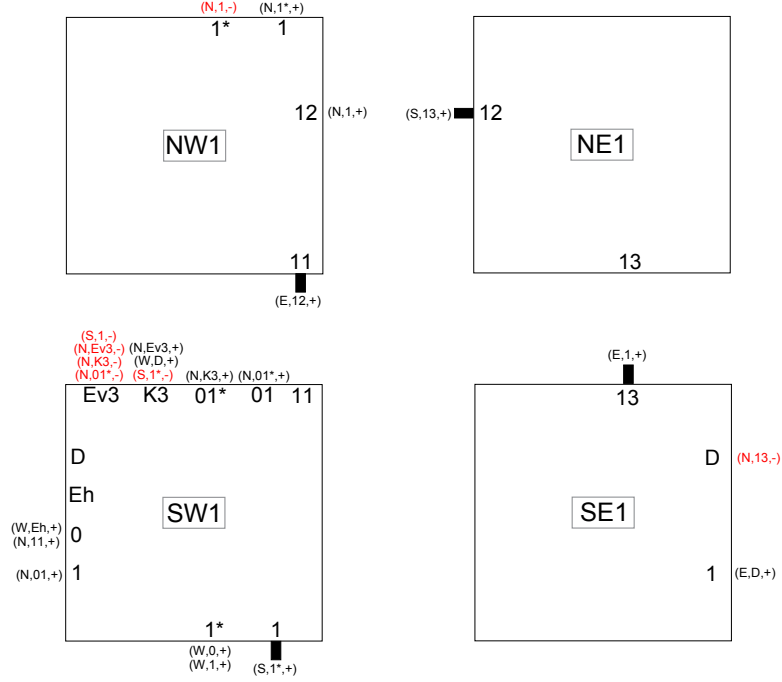 (N,1,-) (N,1*,+)
1* 1
12 (N,1,+)
NW1
11
(E,12,+)
(S,13,+) 12
NE1
13
(S,1,-)
(N,Ev3,-) (N,Ev3,+)
(N,K3,-) (W,D,+)
(N,01*,-) (S,1*,-) (N,K3,+) (N,01*,+)
Ev3 K3 01* 01 11
D
Eh
SW1
(W,Eh,+)
(N,11,+) 0
(N,01,+) 1
1* 1
(W,0,+)
(W,1,+) (S,1*,+)
(E,1,+)
13
D (N,13,-)
SE1
1 (E,D,+)